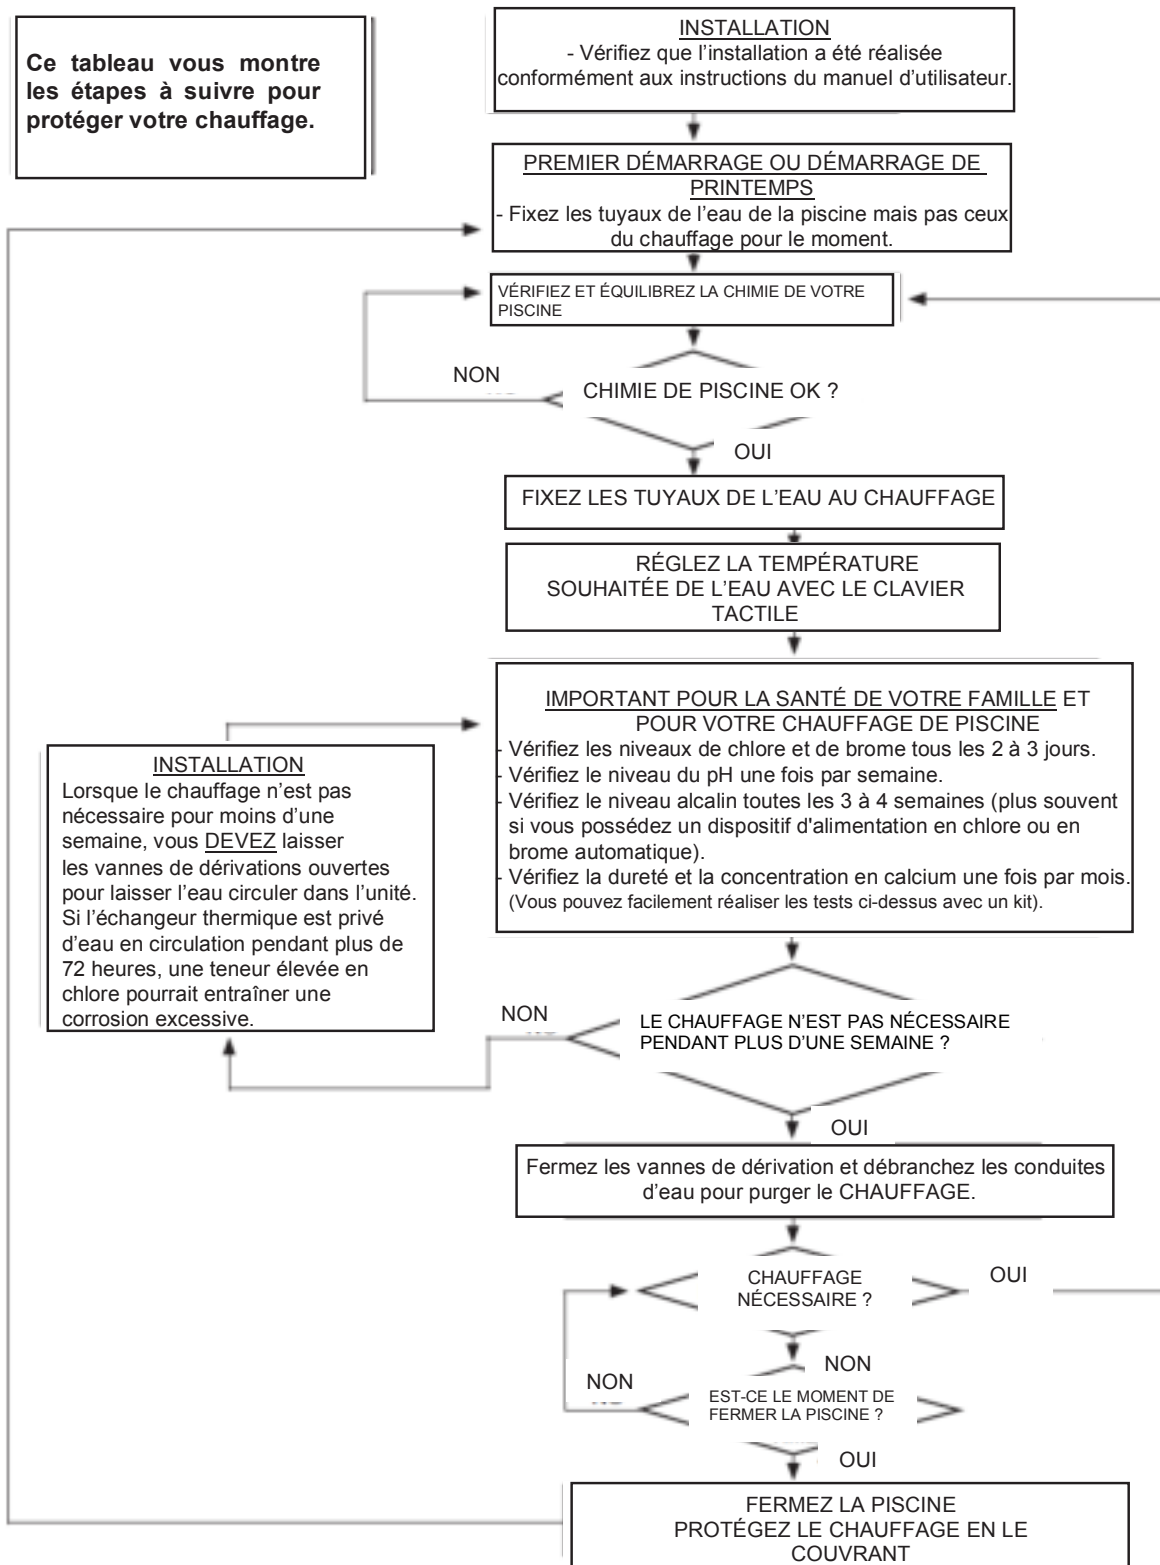 Ce tableau vous montre
les étapes à suivre pour
protéger votre chauffage.
INSTALLATION
- Vérifiez que l'installation a été réalisée
conformément aux instructions du manuel d'utilisateur.
PREMIER DÉMARRAGE OU DÉMARRAGE DE
PRINTEMPS
- Fixez les tuyaux de l'eau de la piscine mais pas ceux
du chauffage pour le moment.
VÉRIFIEZ ET ÉQUILIBREZ LA CHIMIE DE VOTRE
PISCINE
NON
CHIMIE DE PISCINE OK ?
OUI
FIXEZ LES TUYAUX DE L'EAU AU CHAUFFAGE
RÉGLEZ LA TEMPÉRATURE
SOUHAITÉE DE L'EAU AVEC LE CLAVIER
TACTILE
IMPORTANT POUR LA SANTÉ DE VOTRE FAMILLE ET
POUR VOTRE CHAUFFAGE DE PISCINE
- Vérifiez les niveaux de chlore et de brome tous les 2 à 3 jours.
- Vérifiez le niveau du pH une fois par semaine.
- Vérifiez le niveau alcalin toutes les 3 à 4 semaines (plus souvent
si vous possédez un dispositif d'alimentation en chlore ou en
brome automatique).
- Vérifiez la dureté et la concentration en calcium une fois par mois.
(Vous pouvez facilement réaliser les tests ci-dessus avec un kit).
INSTALLATION
Lorsque le chauffage n'est pas
nécessaire pour moins d'une
semaine, vous DEVEZ laisser
les vannes de dérivations ouvertes
pour laisser l'eau circuler dans l'unité.
Si l'échangeur thermique est privé
d'eau en circulation pendant plus de
72 heures, une teneur élevée en
chlore pourrait entraîner une
corrosion excessive.
NON
LE CHAUFFAGE N'EST PAS NÉCESSAIRE
PENDANT PLUS D'UNE SEMAINE ?
OUI
Fermez les vannes de dérivation et débranchez les conduites
d'eau pour purger le CHAUFFAGE.
CHAUFFAGE
NÉCESSAIRE ?
OUI
NON
NON
EST-CE LE MOMENT DE
FERMER LA PISCINE ?
OUI
FERMEZ LA PISCINE
PROTÉGEZ LE CHAUFFAGE EN LE
COUVRANT